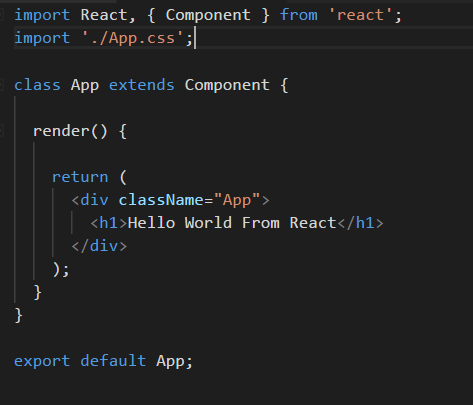 import React, { Component } from 'react';
import './App.css';
class App extends Component {
render() {
return (
<div className="App">
<h1>Hello World From React</h1>
</div>
);
}
}
export default App;